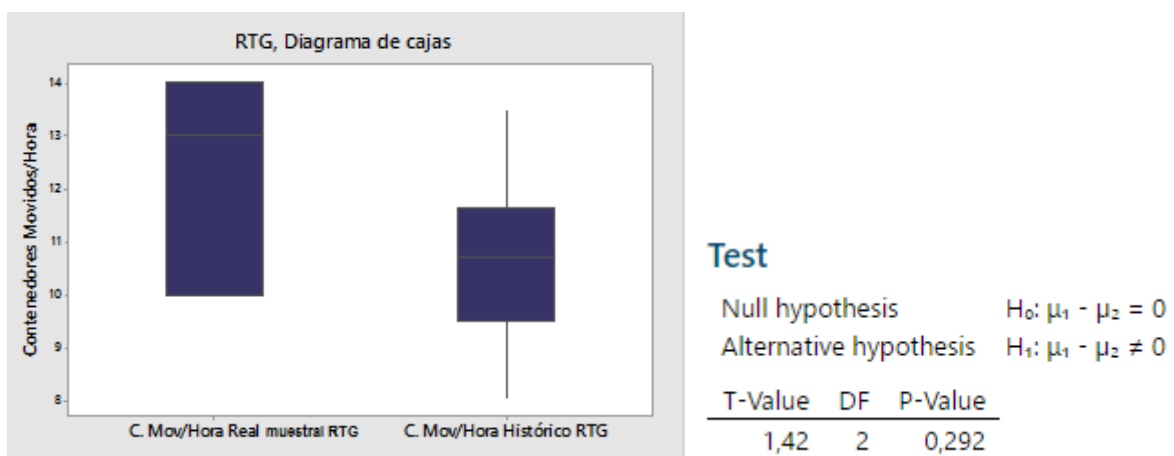 RTG, Diagrama de cajas
Contenedores Movidos/Hora
14
13
12
11
10
9
8
C. Mov/Hora Real muestral RTG
C. Mov/Hora Histórico RTG
Test
Null hypothesis H₀: μ₁ - μ₂ = 0
Alternative hypothesis H₁: μ₁ - μ₂ ≠ 0
T-Value DF P-Value
1,42 2 0,292